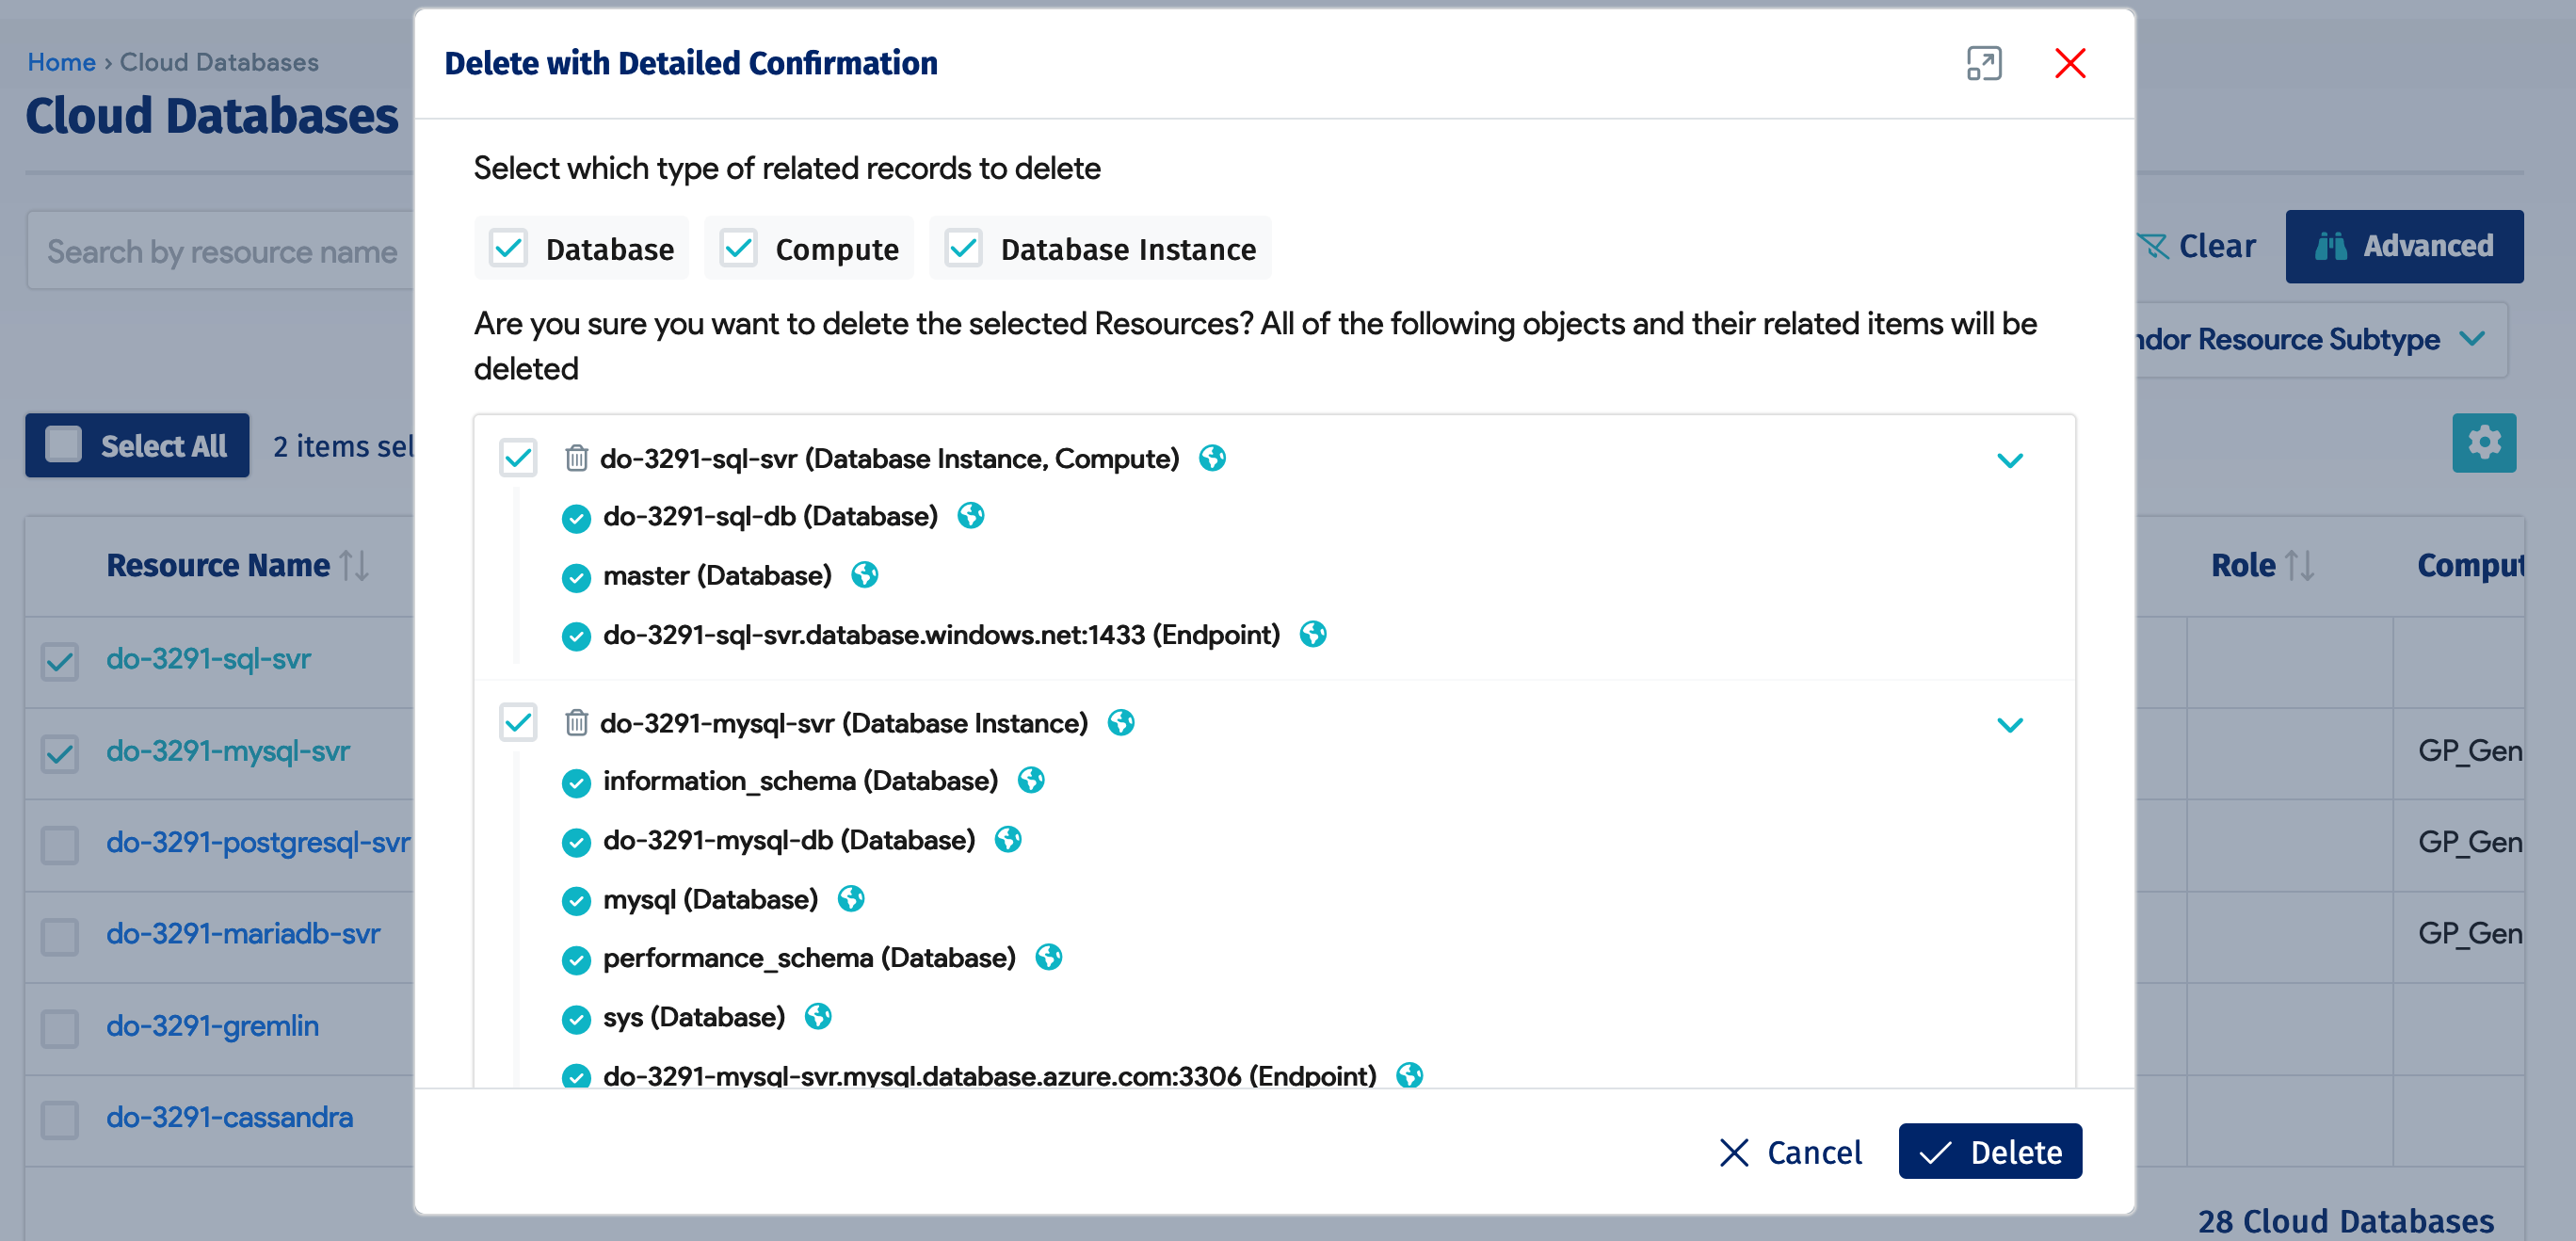 Home › Cloud Databases
Cloud Databases
Search by resource name
Clear
Advanced
ndor Resource Subtype
Select All
2 items sel
Resource Name
Role
Comput
do-3291-sql-svr
do-3291-mysql-svr
GP_Gen
do-3291-postgresql-svr
GP_Gen
do-3291-mariadb-svr
GP_Gen
do-3291-gremlin
do-3291-cassandra
28 Cloud Databases
Delete with Detailed Confirmation
Select which type of related records to delete
Database
Compute
Database Instance
Are you sure you want to delete the selected Resources? All of the following objects and their related items will be
deleted
do-3291-sql-svr (Database Instance, Compute)
do-3291-sql-db (Database)
master (Database)
do-3291-sql-svr.database.windows.net:1433 (Endpoint)
do-3291-mysql-svr (Database Instance)
information_schema (Database)
do-3291-mysql-db (Database)
mysql (Database)
performance_schema (Database)
sys (Database)
do-3291-mysql-svr.mysql.database.azure.com:3306 (Endpoint)
Cancel
Delete